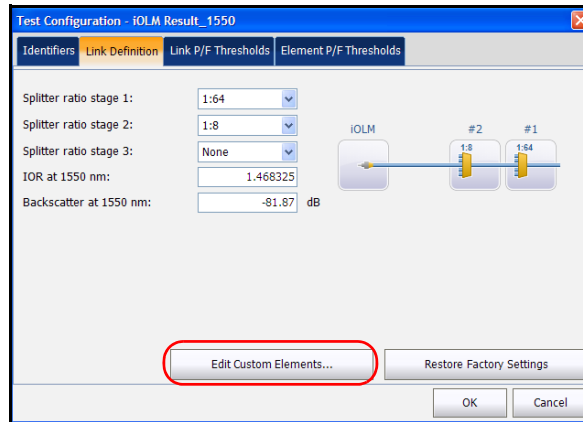 Test Configuration - iOLM Result_1550
Identifiers Link Definition Link P/F Thresholds Element P/F Thresholds
Splitter ratio stage 1: 1:64
Splitter ratio stage 2: 1:8
Splitter ratio stage 3: None
IOR at 1550 nm: 1.468325
Backscatter at 1550 nm: -81.87 dB
iOLM #2 #1
1:8 1:64
Edit Custom Elements... Restore Factory Settings
OK Cancel